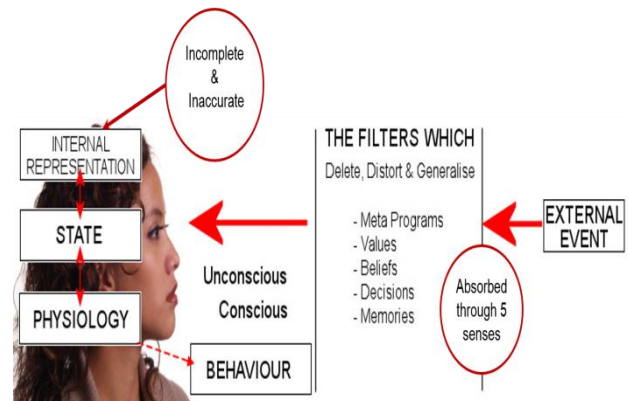 Incomplete
&
Inaccurate
INTERNAL
REPRESENTATION
STATE
PHYSIOLOGY
Unconscious
Conscious
BEHAVIOUR
THE FILTERS WHICH
Delete, Distort & Generalise
- Meta Programs
- Values
- Beliefs
- Decisions
- Memories
EXTERNAL
EVENT
Absorbed
through 5
senses